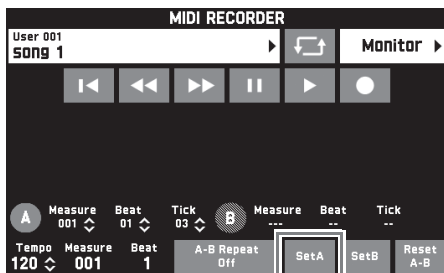 MIDI RECORDER
User 001
song 1
Monitor
A Measure Beat Tick B Measure Beat Tick
001 01 03 --- -- --
Tempo Measure Beat A-B Repeat SetA SetB Reset
120 001 1 Off A-B